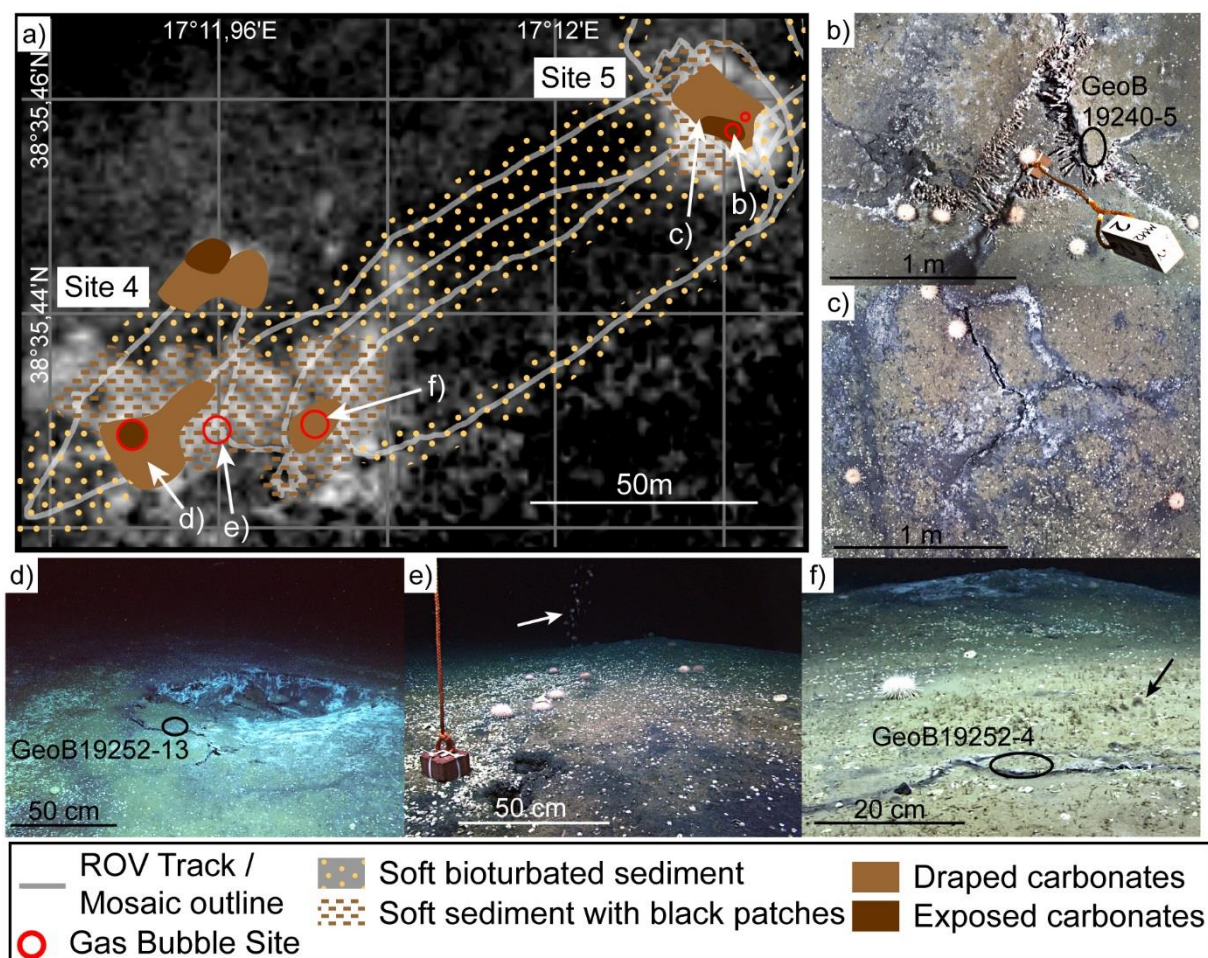 a)
17°11,96'E
17°12
38°35,46'N
38°35,44'N
Site 5
Site 4
b)
c)
d)
e)
f)
50m
b)
GeoB
19240-5
2
1 m
c)
1 m
d)
GeoB19252-13
50 cm
e)
50 cm
f)
GeoB19252-4
20 cm
ROV Track /
Mosaic outline
Gas Bubble Site
Soft bioturbated sediment
Soft sediment with black patches
Draped carbonates
Exposed carbonates